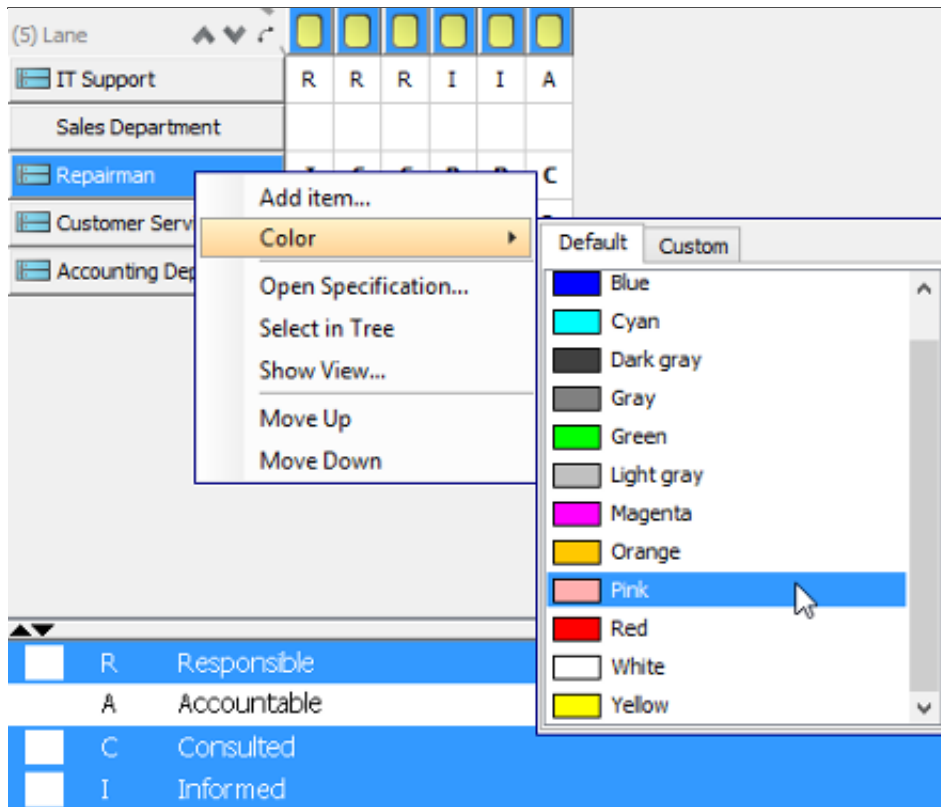 (5) Lane
IT Support R R R I I A
Sales Department
Repairman C
Customer Serv
Accounting Dep
Add item...
Color
Open Specification...
Select in Tree
Show View...
Move Up
Move Down
Default Custom
Blue
Cyan
Dark gray
Gray
Green
Light gray
Magenta
Orange
Pink
Red
White
Yellow
R Responsible
A Accountable
C Consulted
I Informed